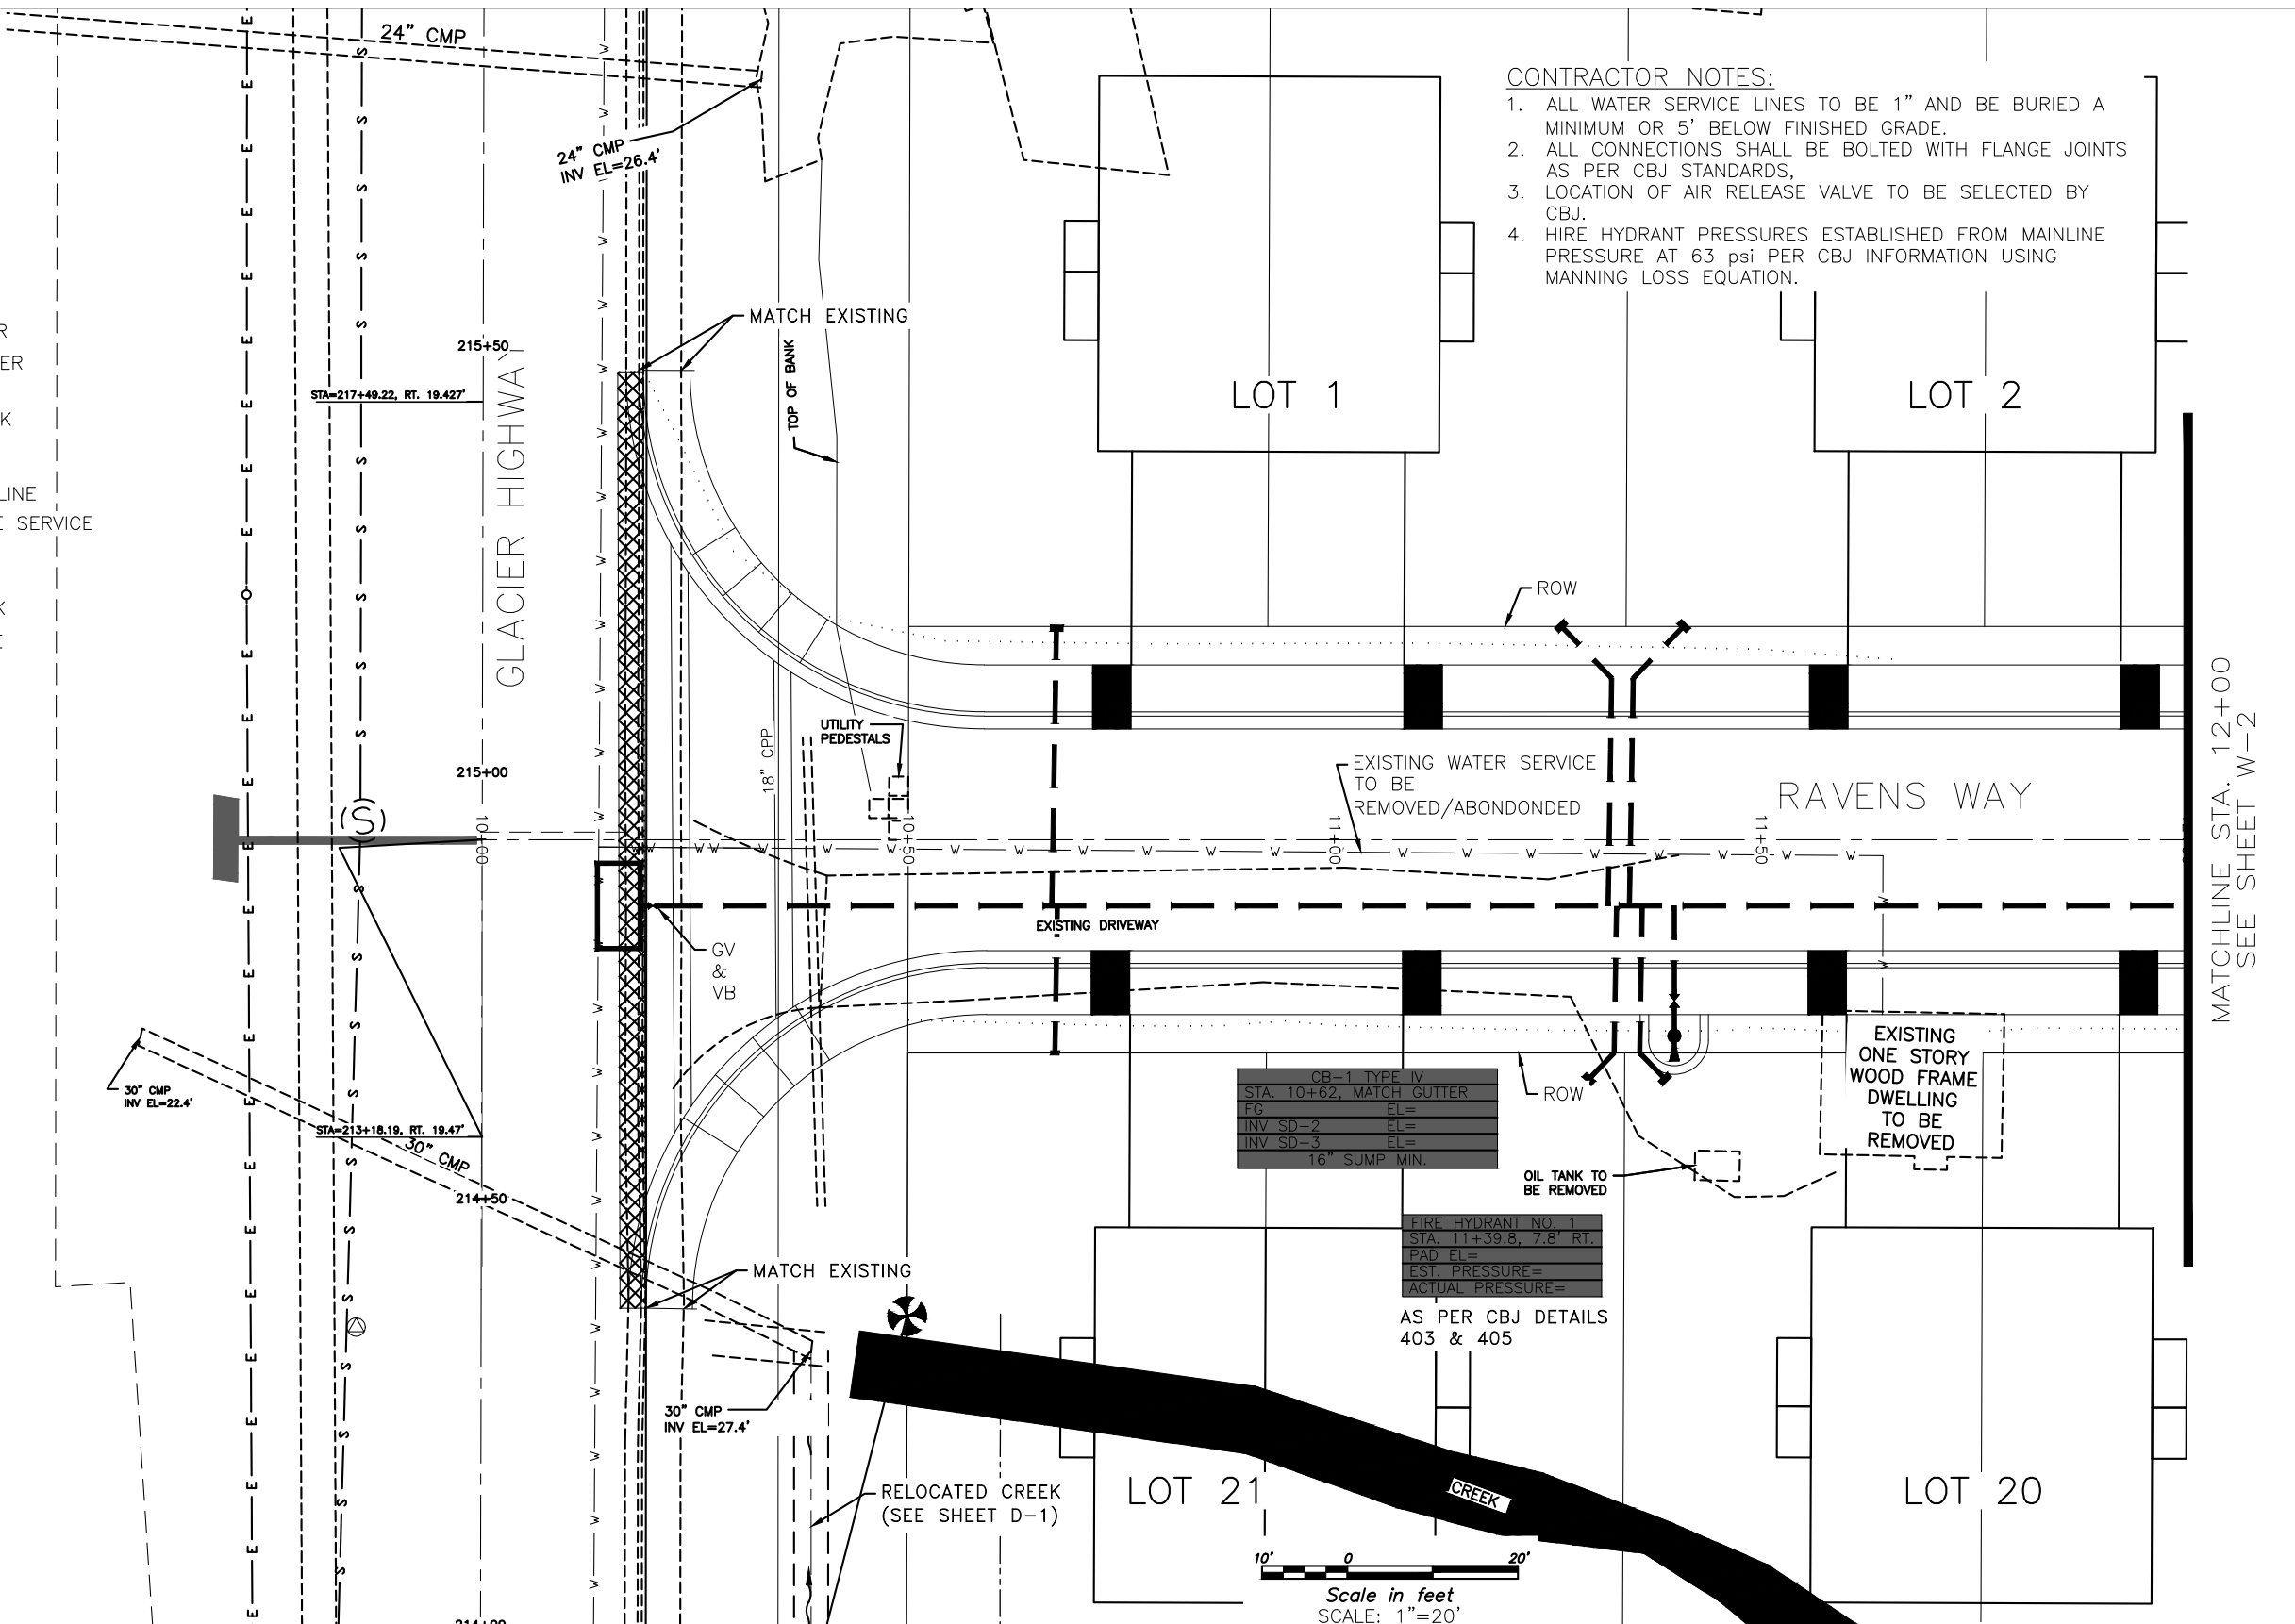 24" CMP
24" CMP
INV EL=26.4'
CONTRACTOR NOTES:
1. ALL WATER SERVICE LINES TO BE 1" AND BE BURIED A
MINIMUM OR 5' BELOW FINISHED GRADE.
2. ALL CONNECTIONS SHALL BE BOLTED WITH FLANGE JOINTS
AS PER CBJ STANDARDS,
3. LOCATION OF AIR RELEASE VALVE TO BE SELECTED BY
CBJ.
4. HIRE HYDRANT PRESSURES ESTABLISHED FROM MAINLINE
PRESSURE AT 63 psi PER CBJ INFORMATION USING
MANNING LOSS EQUATION.
MATCH EXISTING
215+50
STA=217+49.22, RT. 19.427'
GLACIER HIGHWAY
TOP OF BANK
LOT 1
LOT 2
LINE
SERVICE
ROW
UTILITY
PEDESTALS
18" CPP
215+00
S
10+00
10+50
11+00
11+50
EXISTING WATER SERVICE
TO BE
REMOVED/ABONDONDED
RAVENS WAY
MATCHLINE STA. 12+00
SEE SHEET W-2
EXISTING DRIVEWAY
GV
&
VB
30" CMP
INV EL=22.4'
STA=213+18.19, RT. 19.47'
30" CMP
214+50
CB-1 TYPE IV
STA. 10+62, MATCH GUTTER
FG EL=
INV SD-2 EL=
INV SD-3 EL=
16" SUMP MIN.
ROW
EXISTING
ONE STORY
WOOD FRAME
DWELLING
TO BE
REMOVED
OIL TANK TO
BE REMOVED
FIRE HYDRANT NO. 1
STA. 11+39.8, 7.8' RT.
PAD EL=
EST. PRESSURE=
ACTUAL PRESSURE=
AS PER CBJ DETAILS
403 & 405
MATCH EXISTING
30" CMP
INV EL=27.4'
RELOCATED CREEK
(SEE SHEET D-1)
LOT 21
CREEK
LOT 20
10' 0 20'
Scale in feet
SCALE: 1"=20'